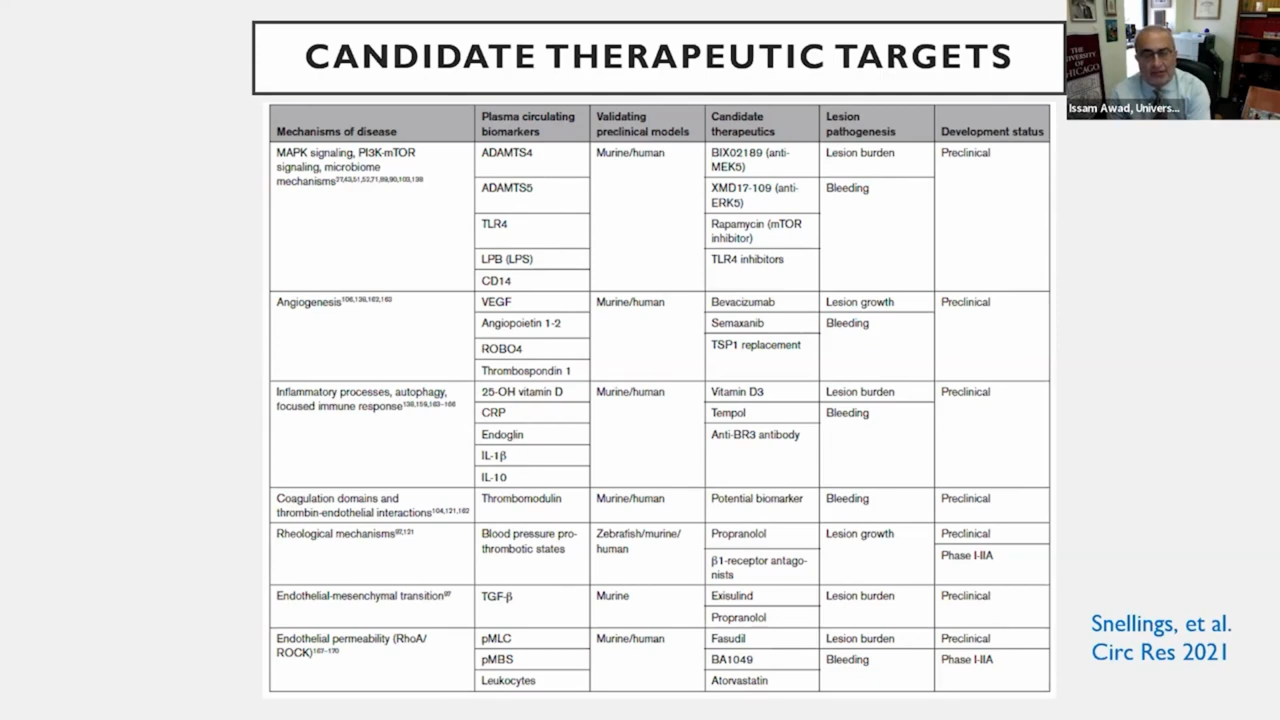 CANDIDATE THERAPEUTIC TARGETS
THE
UNIVERSITY
OF
CHICAGO
Issam Awad, Univers...
Mechanisms of disease
Plasma circulating
biomarkers
Validating
preclinical models
Candidate
therapeutics
Lesion
pathogenesis
Development status
MAPK signaling, PI3K-mTOR
signaling, microbiome
mechanisms
ADAMTS4
ADAMTS5
TLR4
LPB (LPS)
CD14
Murine/human
BIX02189 (anti-
MEK5)
XMD17-109 (anti-
ERK5)
Rapamycin (mTOR
inhibitor)
TLR4 inhibitors
Lesion burden
Bleeding
Preclinical
Angiogenesis
VEGF
Angiopoietin 1-2
ROBO4
Thrombospondin 1
Murine/human
Bevacizumab
Semaxanib
TSP1 replacement
Lesion growth
Bleeding
Preclinical
Inflammatory processes, autophagy,
focused immune response
25-OH vitamin D
CRP
Endoglin
IL-1β
IL-10
Murine/human
Vitamin D3
Tempol
Anti-BR3 antibody
Lesion burden
Bleeding
Preclinical
Coagulation domains and
thrombin-endothelial interactions
Thrombomodulin
Murine/human
Potential biomarker
Bleeding
Preclinical
Rheological mechanisms
Blood pressure pro-
thrombotic states
Zebrafish/murine/
human
Propranolol
β1-receptor antago-
nists
Lesion growth
Preclinical
Phase I-IIA
Endothelial-mesenchymal transition
TGF-β
Murine
Exisulind
Propranolol
Lesion burden
Preclinical
Endothelial permeability (RhoA/
ROCK)
pMLC
pMBS
Leukocytes
Murine/human
Fasudil
BA1049
Atorvastatin
Lesion burden
Bleeding
Preclinical
Phase I-IIA
Snellings, et al.
Circ Res 2021